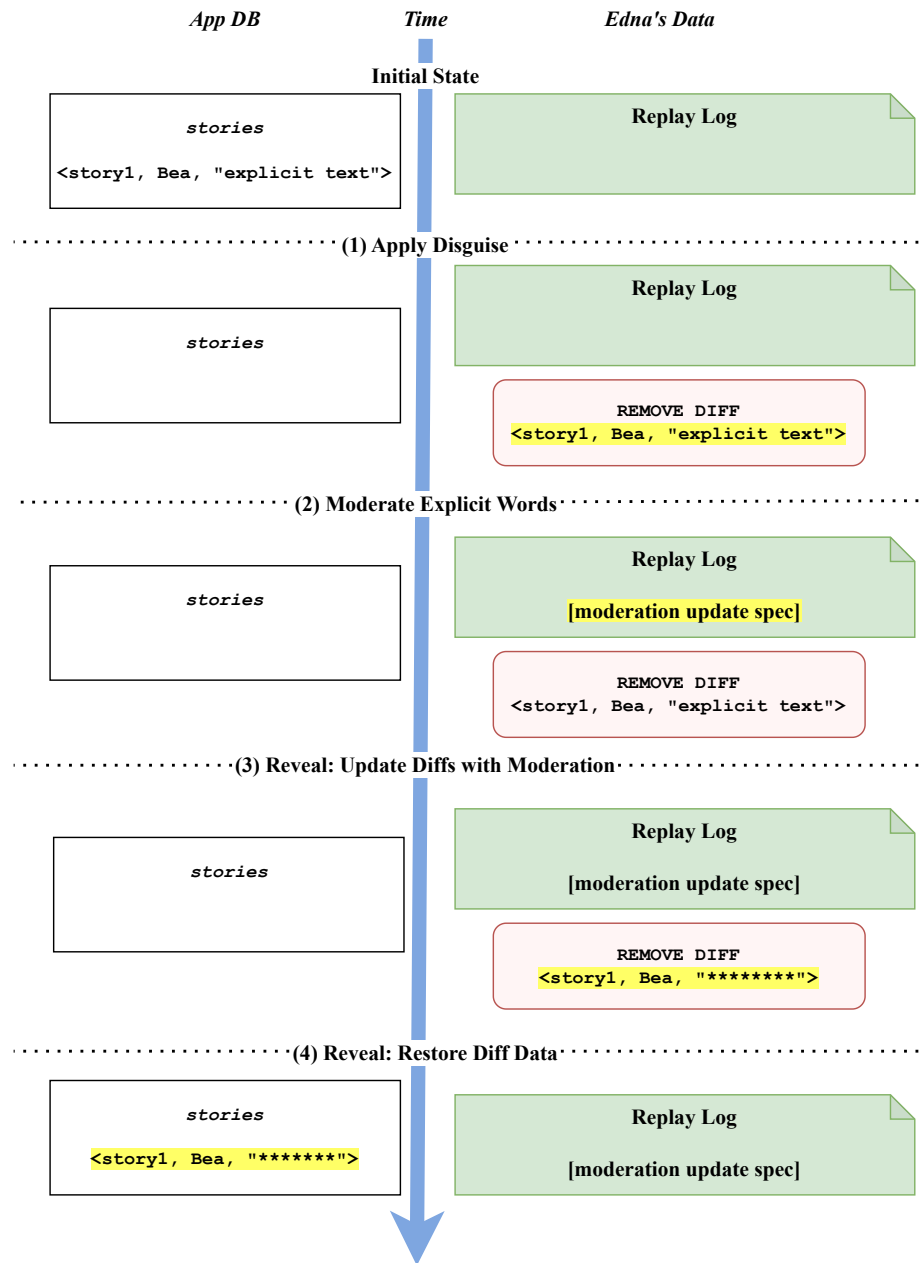 App DB
Time
Edna's Data
Initial State
stories
<story1, Bea, "explicit text">
Replay Log
(1) Apply Disguise
stories
Replay Log
REMOVE DIFF
<story1, Bea, "explicit text">
(2) Moderate Explicit Words
stories
Replay Log
[moderation update spec]
REMOVE DIFF
<story1, Bea, "explicit text">
(3) Reveal: Update Diffs with Moderation
stories
Replay Log
[moderation update spec]
REMOVE DIFF
<story1, Bea, "********">
(4) Reveal: Restore Diff Data
stories
<story1, Bea, "*******">
Replay Log
[moderation update spec]